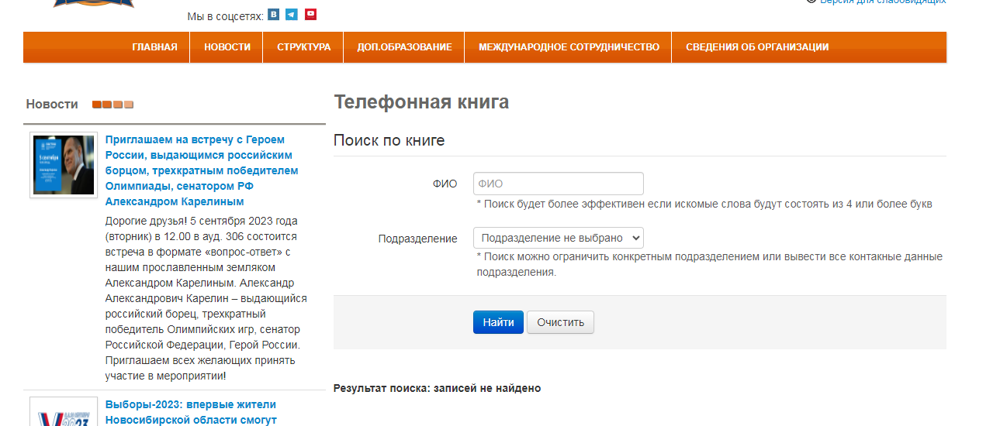 Версия для слабовидящих
Мы в соцсетях:
ГЛАВНАЯ НОВОСТИ СТРУКТУРА ДОП.ОБРАЗОВАНИЕ МЕЖДУНАРОДНОЕ СОТРУДНИЧЕСТВО СВЕДЕНИЯ ОБ ОРГАНИЗАЦИИ
Новости
Приглашаем на встречу с Героем
России, выдающимся российским
борцом, трехкратным победителем
Олимпиады, сенатором РФ
Александром Карелиным
Дорогие друзья! 5 сентября 2023 года
(вторник) в 12.00 в ауд. 306 состоится
встреча в формате «вопрос-ответ» с
нашим прославленным земляком
Александром Карелиным. Александр
Александрович Карелин – выдающийся
российский борец, трехкратный
победитель Олимпийских игр, сенатор
Российской Федерации, Герой России.
Приглашаем всех желающих принять
участие в мероприятии!
Выборы-2023: впервые жители
Новосибирской области смогут
Телефонная книга
Поиск по книге
ФИО ФИО
* Поиск будет более эффективен если искомые слова будут состоять из 4 или более букв
Подразделение Подразделение не выбрано
* Поиск можно ограничить конкретным подразделением или вывести все контакные данные
подразделения.
Найти Очистить
Результат поиска: записей не найдено